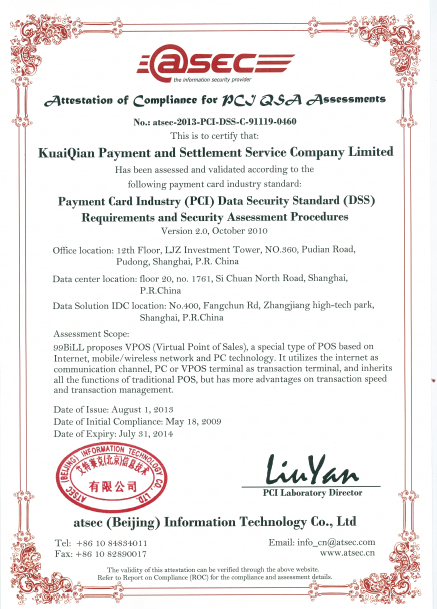 @asec
the information security provider
Attestation of Compliance for PCI QSA Assessments
No.: atsec-2013-PCI-DSS-C-91119-0460
This is to certify that:
KuaiQian Payment and Settlement Service Company Limited
Has been assessed and validated according to the
following payment card industry standard:
Payment Card Industry (PCI) Data Security Standard (DSS)
Requirements and Security Assessment Procedures
Version 2.0, October 2010
Office location: 12th Floor, LJZ Investment Tower, NO.360, Pudian Road,
Pudong, Shanghai, P.R. China
Data center location: floor 20, no. 1761, Si Chuan North Road, Shanghai,
P.R.China
Data Solution IDC location: No.400, Fangchun Rd, Zhangjiang high-tech park,
Shanghai, P.R.China
Assessment Scope:
99BiLL proposes VPOS (Virtual Point of Sales), a special type of POS based on
Internet, mobile/wireless network and PC technology. It utilizes the internet as
communication channel, PC or VPOS terminal as transaction terminal, and inherits
all the functions of traditional POS, but has more advantages on transaction speed
and transaction management.
Date of Issue: August 1, 2013
Date of Initial Compliance: May 18, 2009
Date of Expiry: July 31, 2014
ATSEC (BEIJING) INFORMATION TECHNOLOGY CO., LTD.
艾特赛克(北京)信息技术
有限公司
LiuYan
PCI Laboratory Director
atsec (Beijing) Information Technology Co., Ltd
Tel: +86 10 84834011
Email: info_cn@atsec.com
Fax: +86 10 82890017
www.atsec.cn
The validity of this attestation can be verified through the above website.
Refer to Report on Compliance (ROC) for the compliance and assessment details.